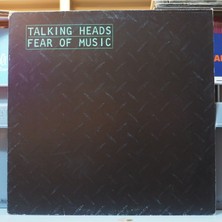 TALKING HEADS
FEAR OF MUSIC